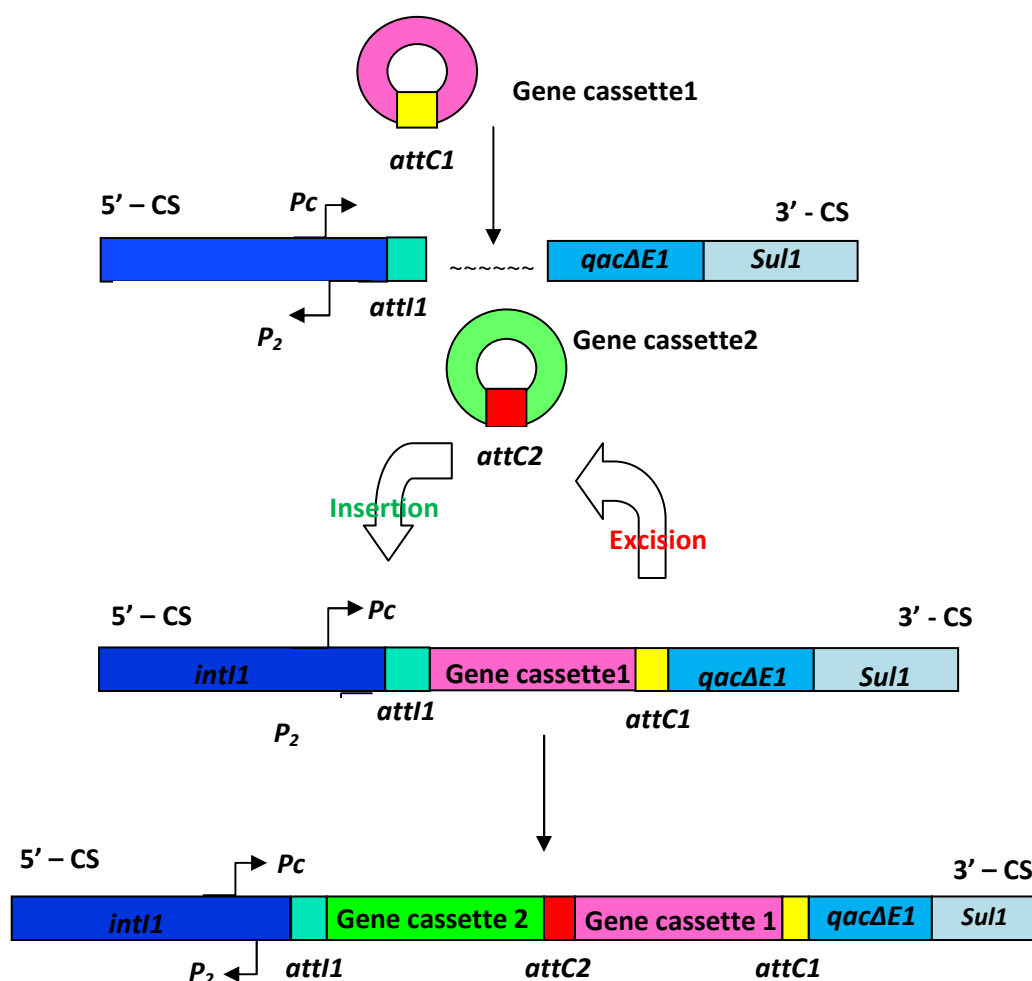 Gene cassette1
attC1
5’ – CS
Pc
3’ - CS
~~~~~~
qacΔE1
Sul1
attI1
P2
Gene cassette2
attC2
Insertion
Excision
5’ – CS
Pc
3’ - CS
intI1
Gene cassette1
qacΔE1
Sul1
attI1
attC1
P2
5’ – CS
Pc
3’ – CS
intI1
Gene cassette 2
Gene cassette 1
qacΔE1
Sul1
P2
attI1
attC2
attC1